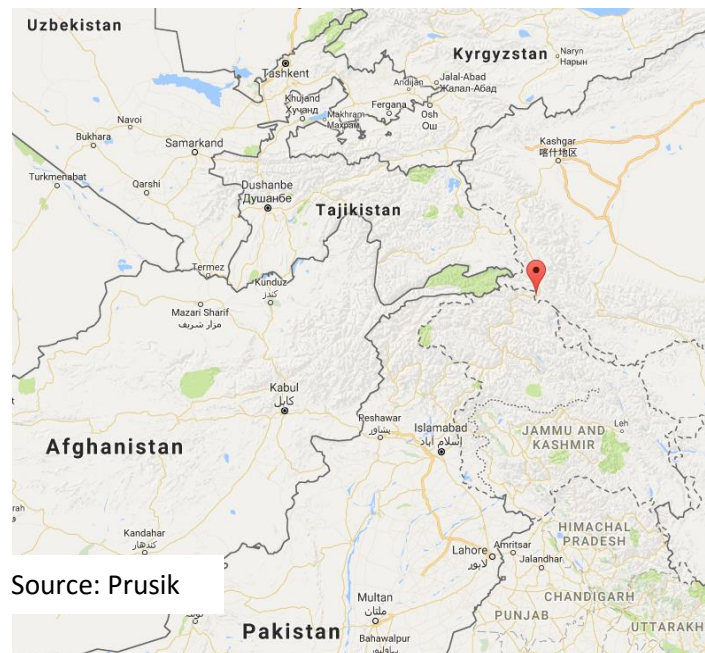 Uzbekistan
Kyrgyzstan
Naryn
Нарын
Tashkent
Andijan
Jalal-Abad
Жалал-Абад
Khujand
Хучанд
Fergana
Osh
Ош
Makhram
Махрам
Navoi
Bukhara
Samarkand
Kashgar
喀什地区
Turkmenabat
Qarshi
Dushanbe
Душанбе
Tajikistan
Termez
Kunduz
کندز
Mazari Sharif
مزار شریف
Kabul
کابل
Peshawar
پشاور
Islamabad
اسلام آباد
JAMMU AND
KASHMIR
Leh
Afghanistan
rah
Kandahar
کندهار
HIMACHAL
PRADESH
Lahore
لاہور
Amritsar
Jalandhar
Source: Prusik
CHANDIGARH
Multan
ملتان
PUNJAB
UTTARAKH
Pakistan
Bahawalpur
بہاولپور